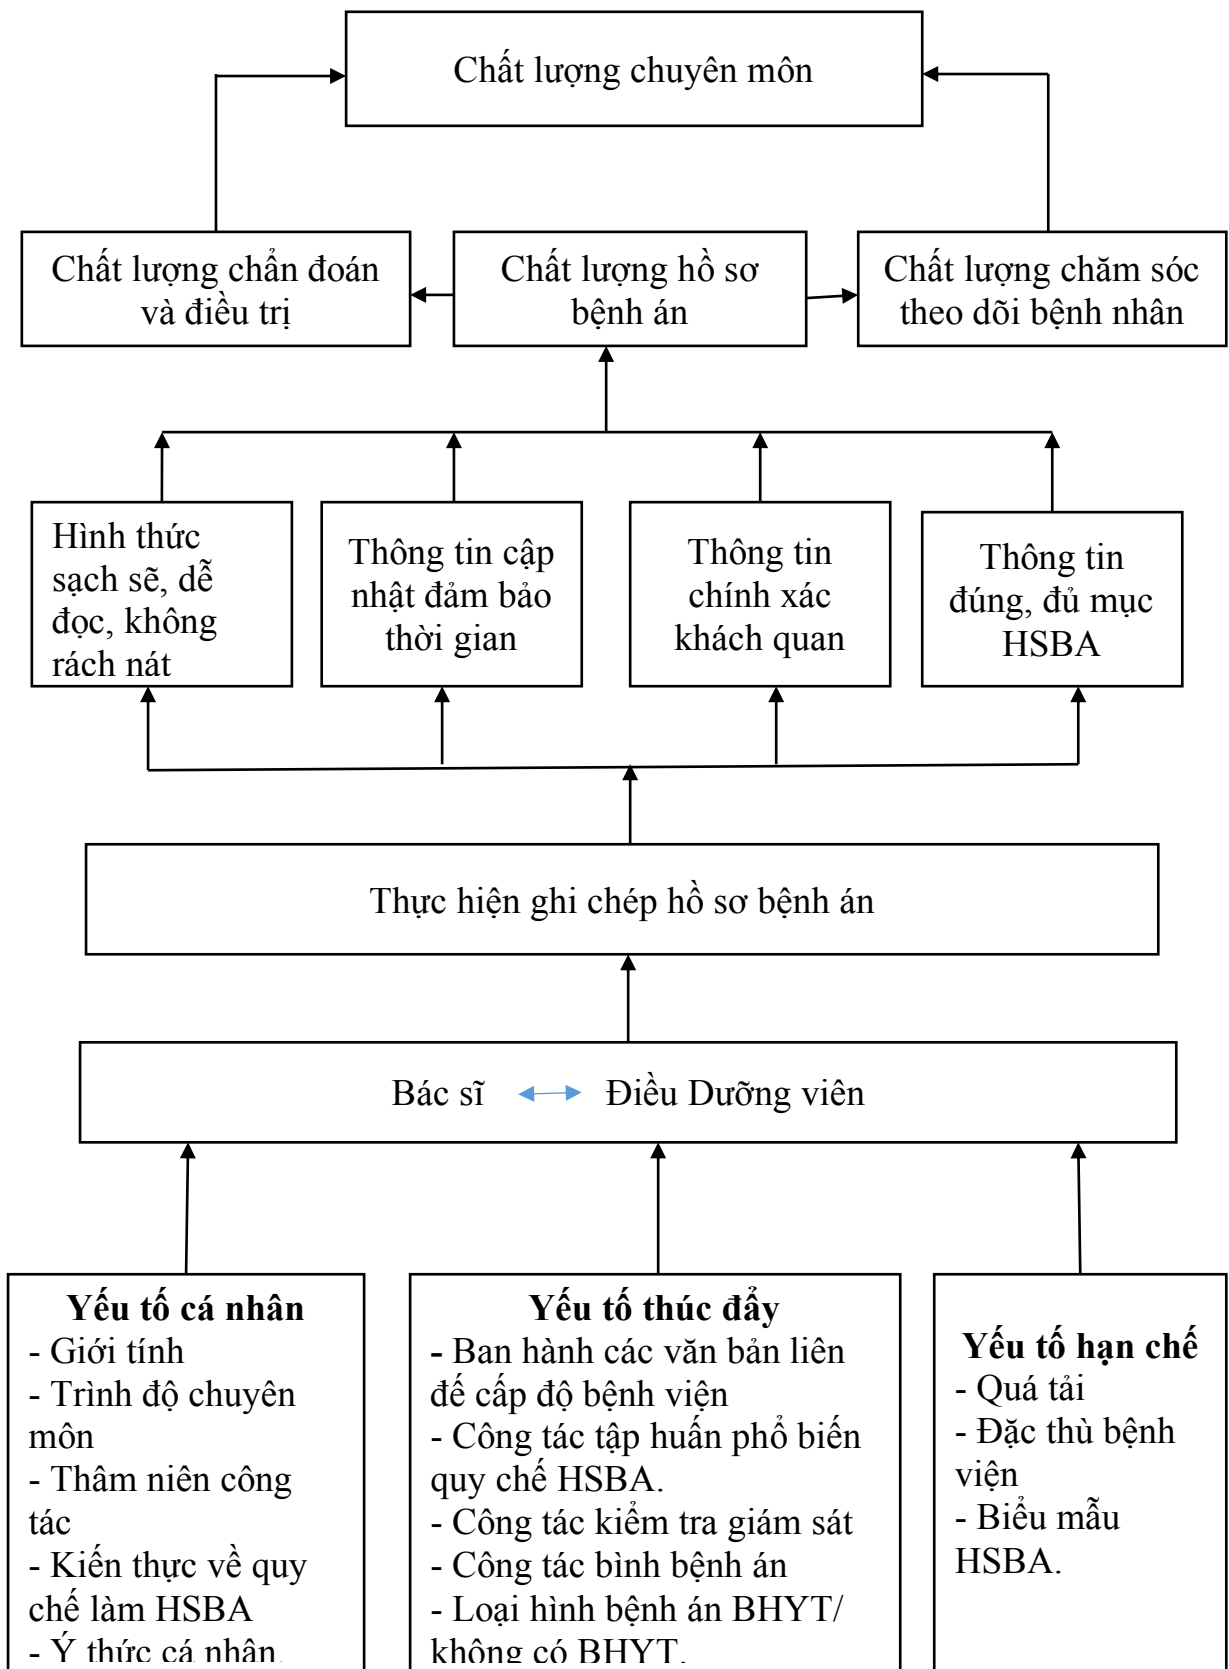 Chất lượng chuyên môn
Chất lượng chẩn đoán
và điều trị
Chất lượng hồ sơ
bệnh án
Chất lượng chăm sóc
theo dõi bệnh nhân
Hình thức
sạch sẽ, dễ
đọc, không
rách nát
Thông tin cập
nhật đảm bảo
thời gian
Thông tin
chính xác
khách quan
Thông tin
đúng, đủ mục
HSBA
Thực hiện ghi chép hồ sơ bệnh án
Bác sĩ Điều Dưỡng viên
Yếu tố cá nhân
- Giới tính
- Trình độ chuyên
môn
- Thâm niên công
tác
- Kiến thức về quy
chế làm HSBA
- Ý thức cá nhân.
Yếu tố thúc đẩy
- Ban hành các văn bản liên
đế cấp độ bệnh viện
- Công tác tập huấn phổ biến
quy chế HSBA.
- Công tác kiểm tra giám sát
- Công tác bình bệnh án
- Loại hình bệnh án BHYT/
không có BHYT.
Yếu tố hạn chế
- Quá tải
- Đặc thù bệnh
viện
- Biểu mẫu
HSBA.